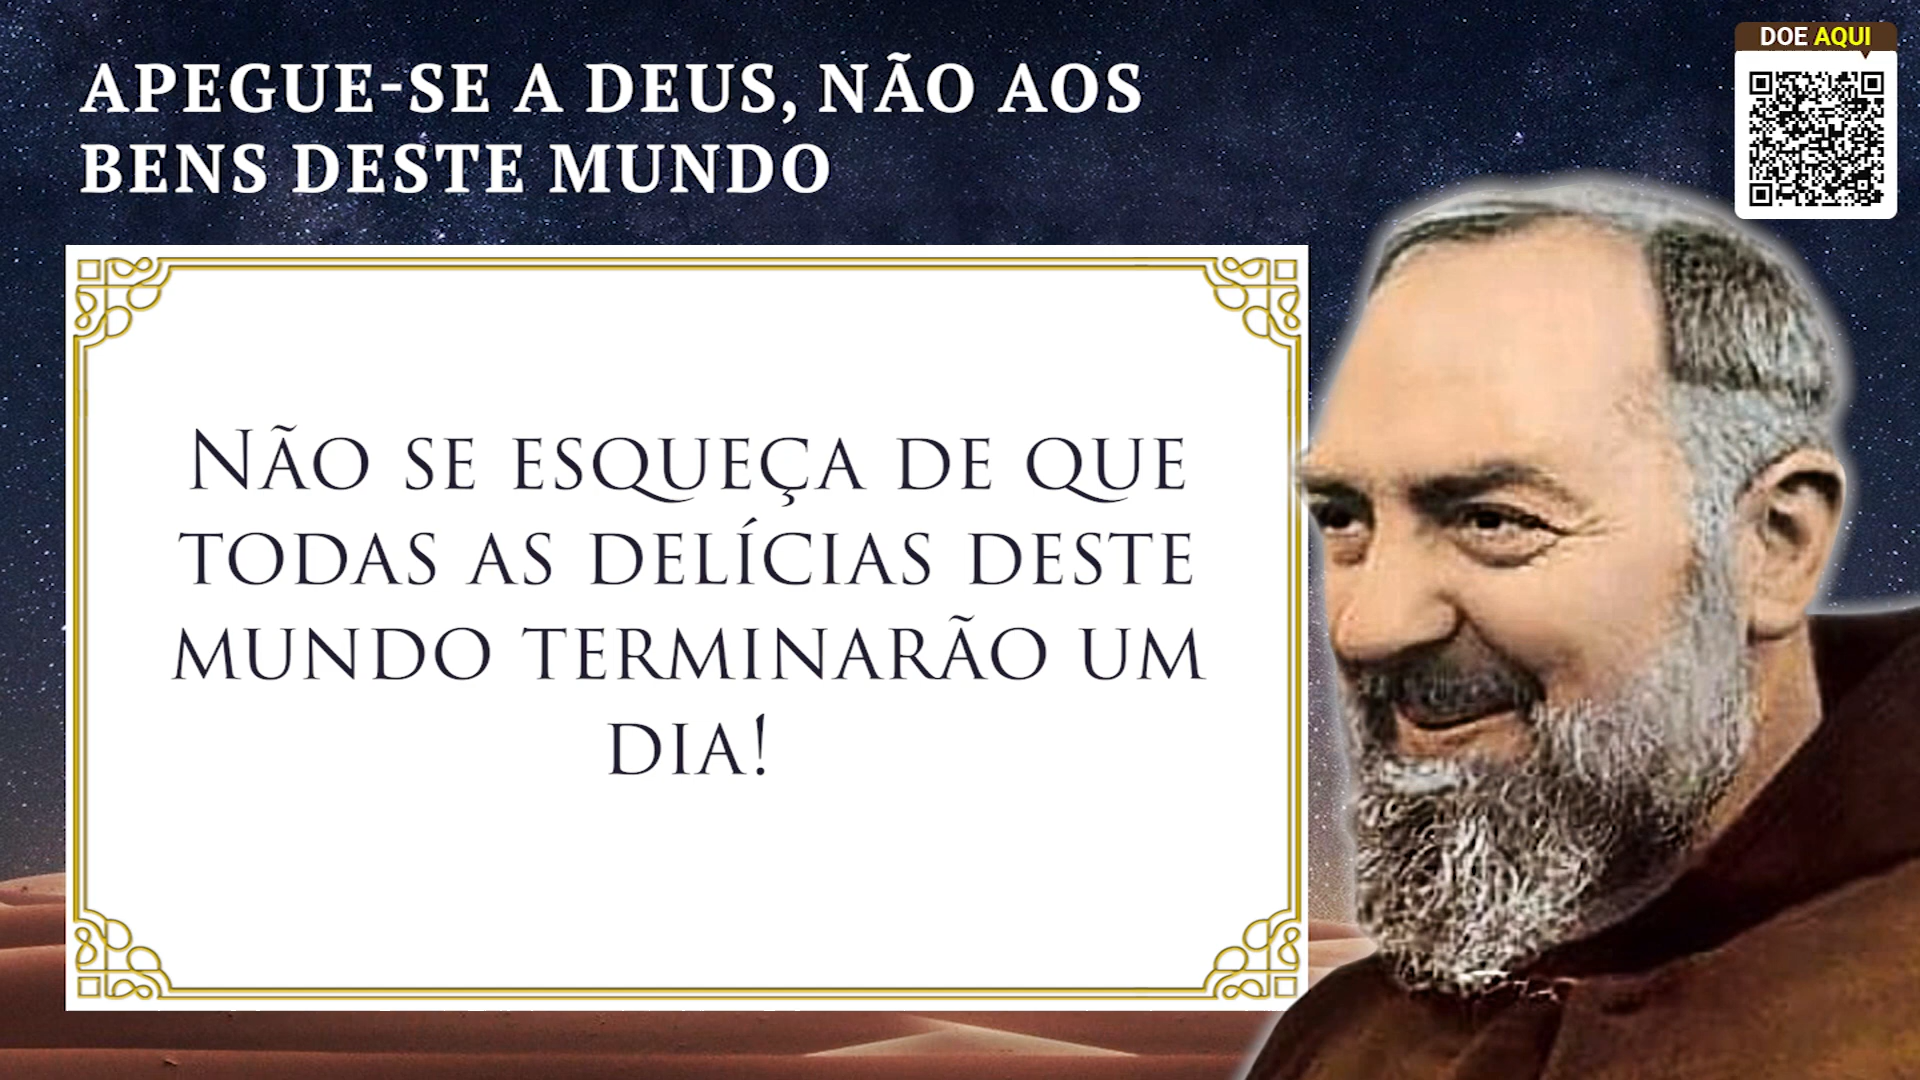 APEGUE-SE A DEUS, NÃO AOS
BENS DESTE MUNDO
DOE AQUI
NÃO SE ESQUEÇA DE QUE
TODAS AS DELÍCIAS DESTE
MUNDO TERMINARÃO UM
DIA!